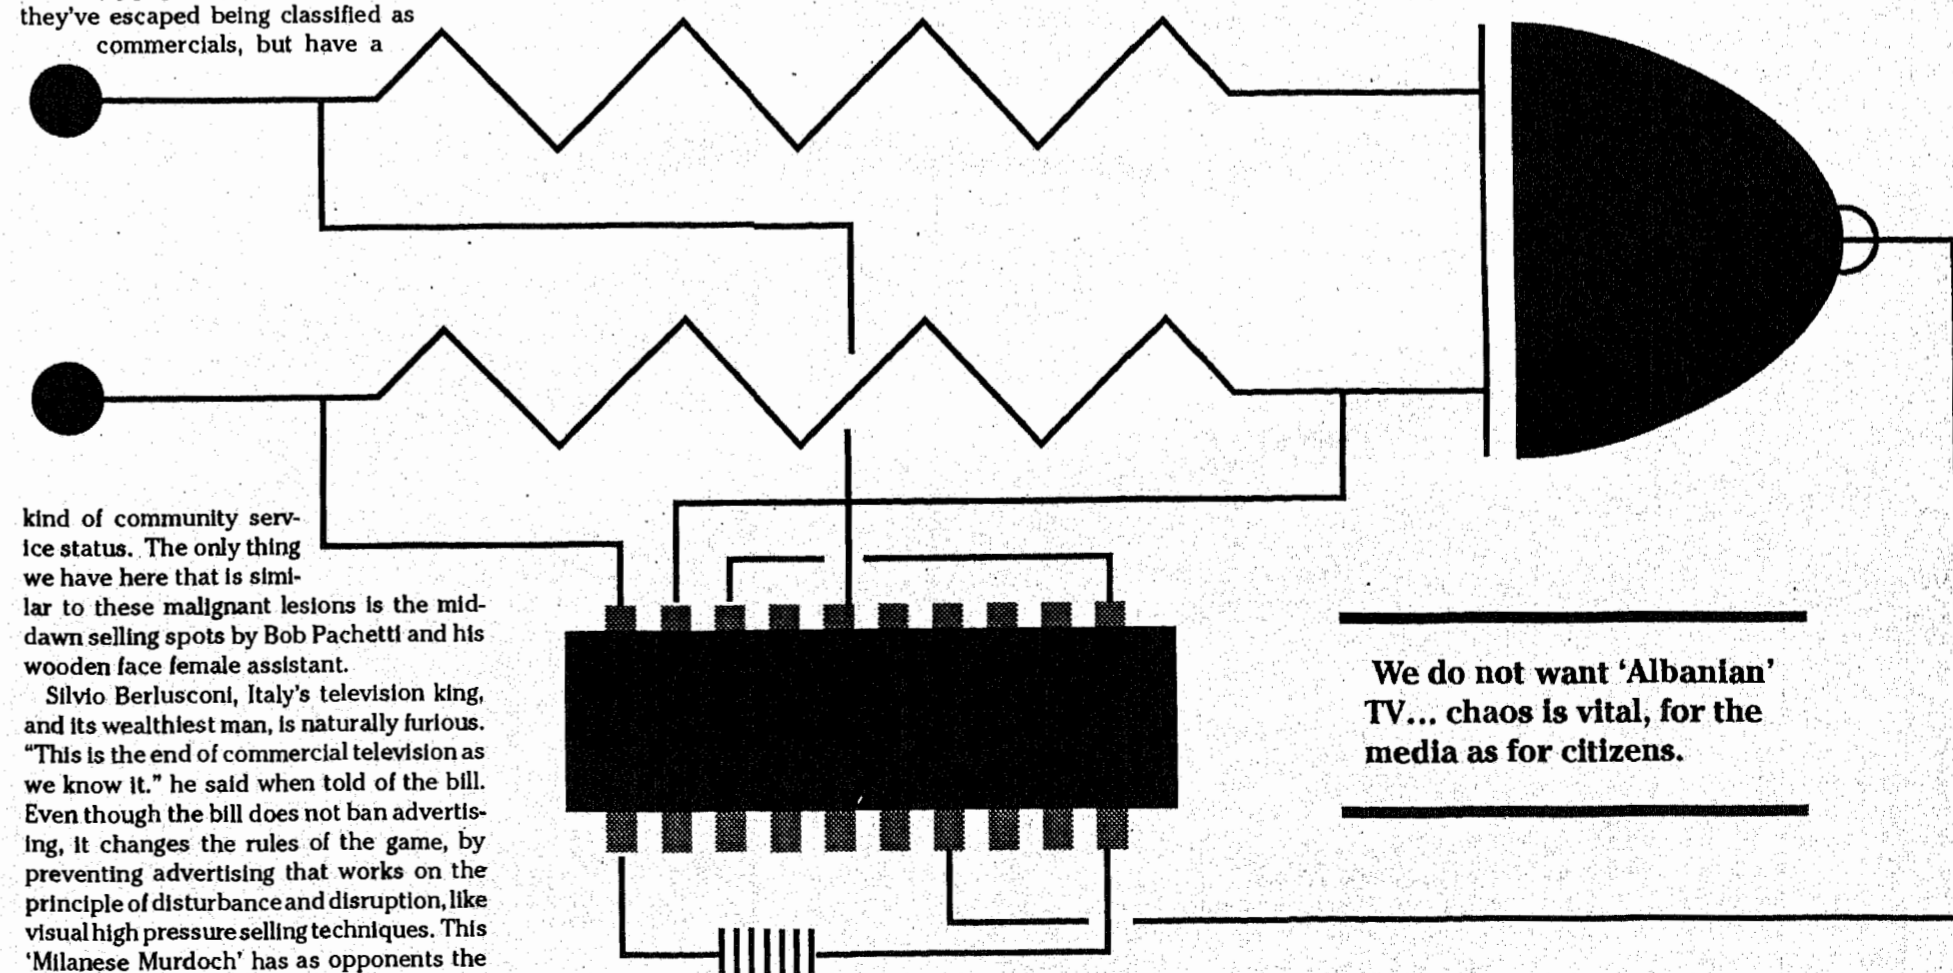 they've escaped being classified as
commercials, but have a
kind of community serv-
ice status. The only thing
we have here that is simi-
lar to these malignant lesions is the mid-
dawn selling spots by Bob Pachetti and his
wooden face female assistant.
Silvio Berlusconi, Italy's television king,
and its wealthiest man, is naturally furious.
"This is the end of commercial television as
we know it." he said when told of the bill.
Even though the bill does not ban advertis-
ing, it changes the rules of the game, by
preventing advertising that works on the
principle of disturbance and disruption, like
visual high pressure selling techniques. This
'Milanese Murdoch' has as opponents the
We do not want 'Albanian'
TV... chaos is vital, for the
media as for citizens.